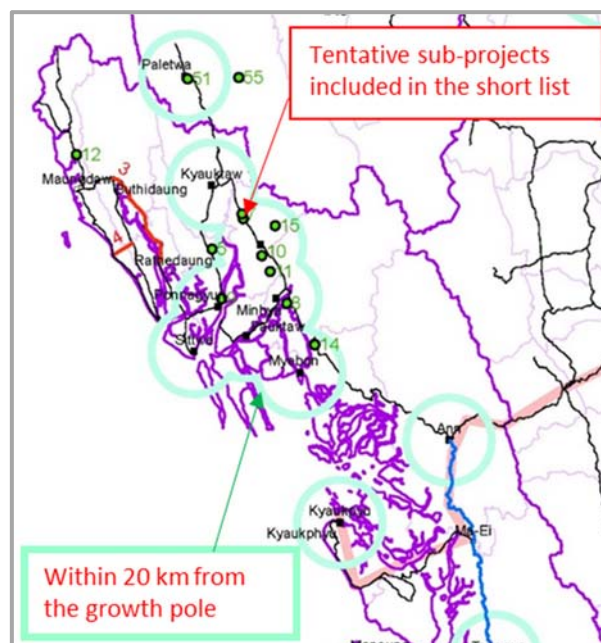 Paletwa
51
55
Tentative sub-projects
included in the short list
12
Maungdaw
3
Buthidaung
Kyauktaw
15
4
Rathedaung
5
10
11
Ponnagyun
Minbya
8
Pauktaw
Sittwe
14
Myebon
Ann
Kyaukpyu
Kyaukphyu
Ma-Ei
Within 20 km from
the growth pole